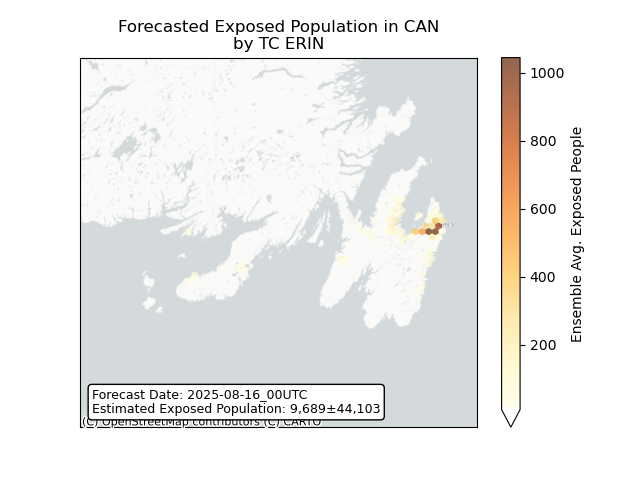 Forecasted Exposed Population in CAN
by TC ERIN
1000
800
600
400
200
Ensemble Avg. Exposed People
Forecast Date: 2025-08-16_00UTC
Estimated Exposed Population: 9,689±44,103
(C) OpenStreetMap contributors (C) CARTO